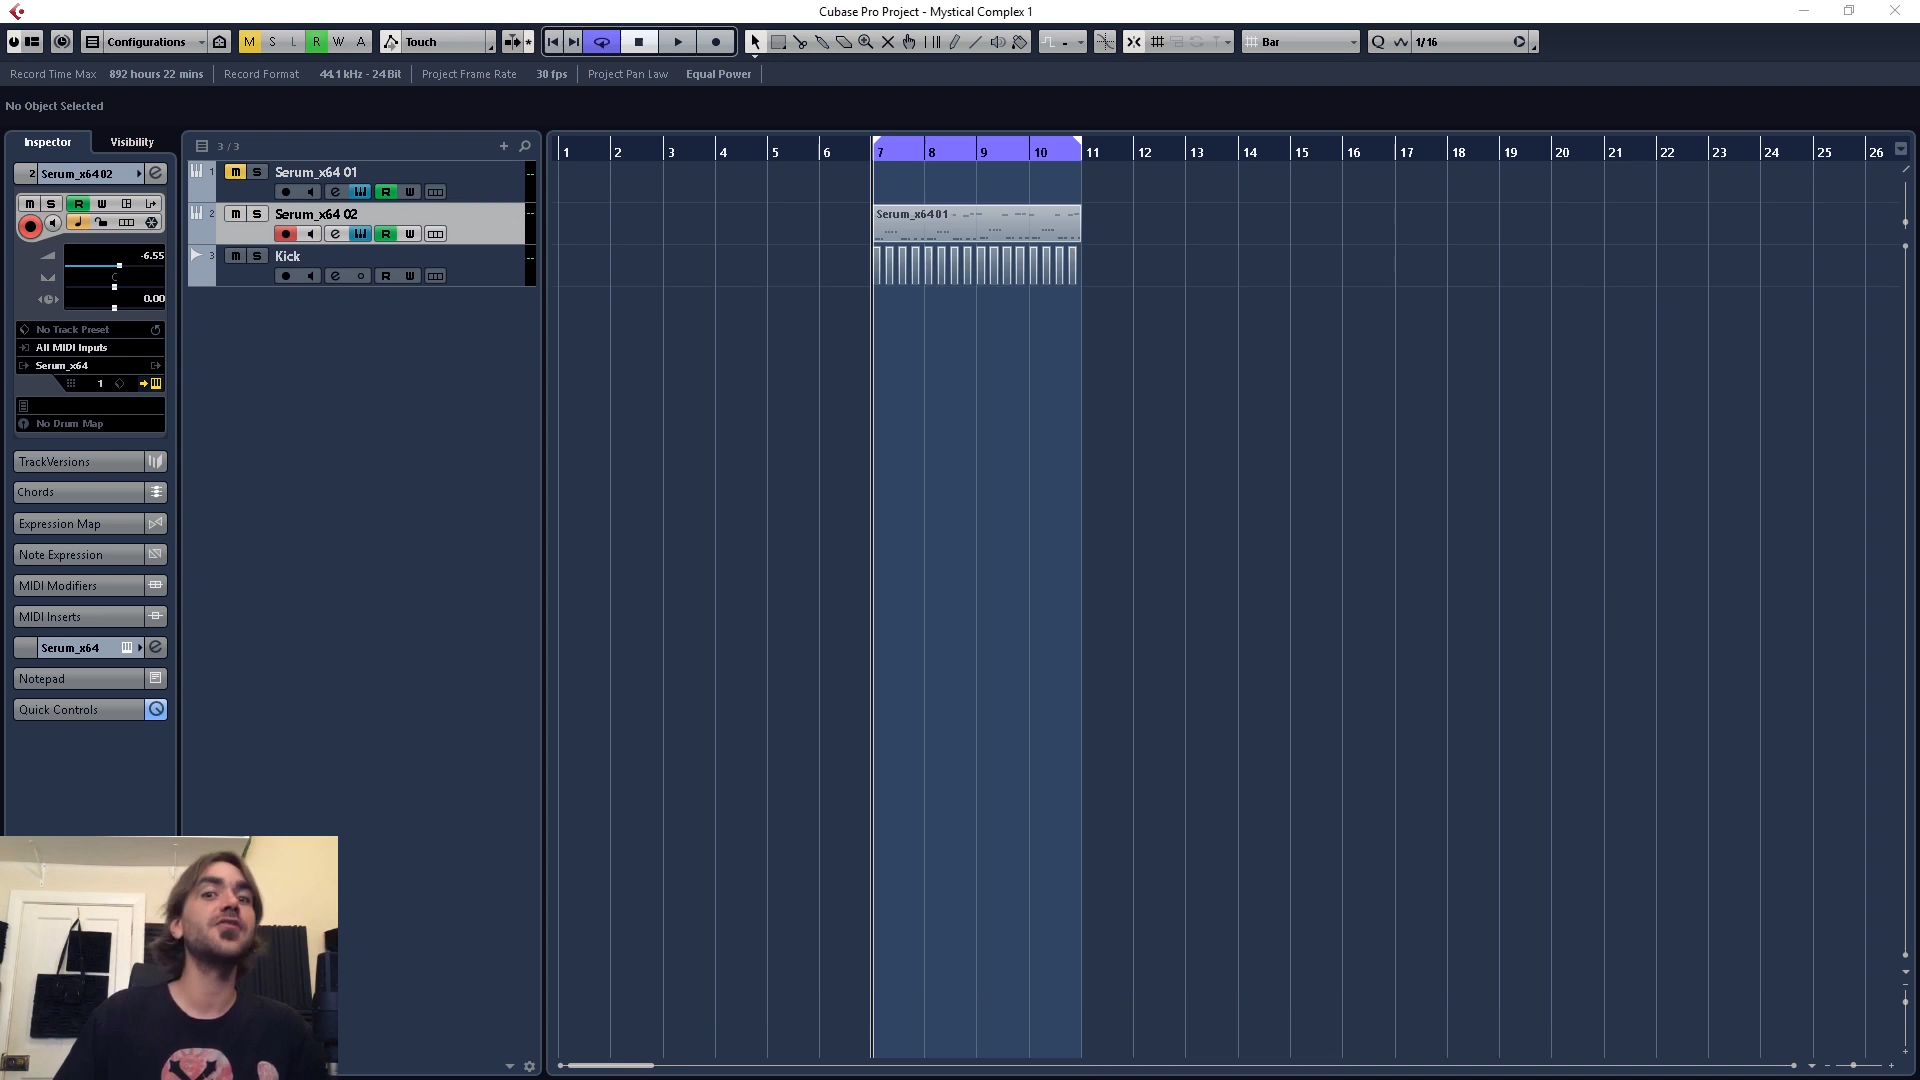 Cubase Pro Project - Mystical Complex 1
Configurations M S L R W A Touch Bar Q 1/16
Record Time Max 892 hours 22 mins Record Format 44.1 kHz - 24 Bit Project Frame Rate 30 fps Project Pan Law Equal Power
No Object Selected
Inspector Visibility
3 / 3
1 2 3 4 5 6 7 8 9 10 11 12 13 14 15 16 17 18 19 20 21 22 23 24 25 26
2 Serum_x64 02
m S R W
-6.55
C
0.00
No Track Preset
All MIDI Inputs
Serum_x64
1
No Drum Map
TrackVersions
Chords
Expression Map
Note Expression
MIDI Modifiers
MIDI Inserts
Serum_x64
Notepad
Quick Controls
1 m S Serum_x64 01
e R W
2 m S Serum_x64 02
e R W
3 m S Kick
e R W
Serum_x64 01